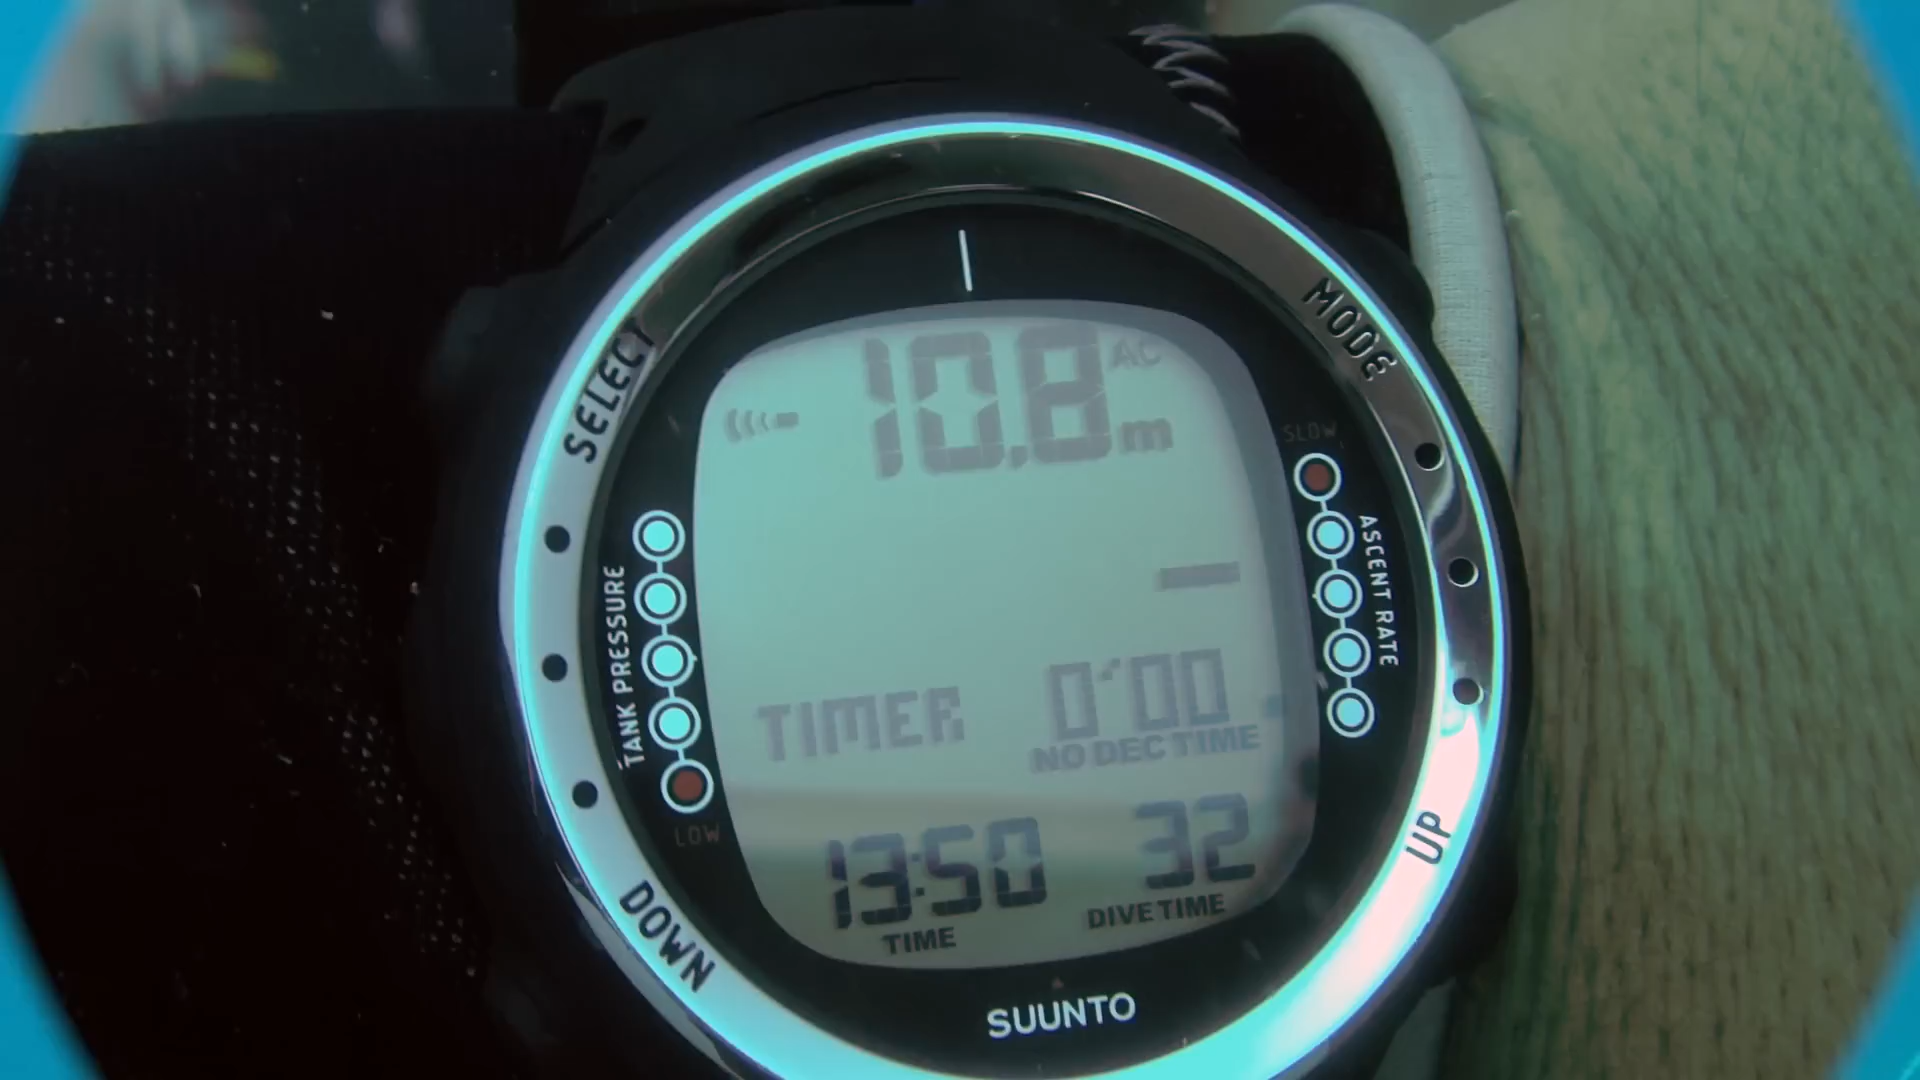 SELECT
MODE
10.8 m
AC
SLOW
ASCENT RATE
TANK PRESSURE
LOW
TIMER 0'00
NO DEC TIME
13:50 32
TIME DIVE TIME
DOWN
UP
SUUNTO